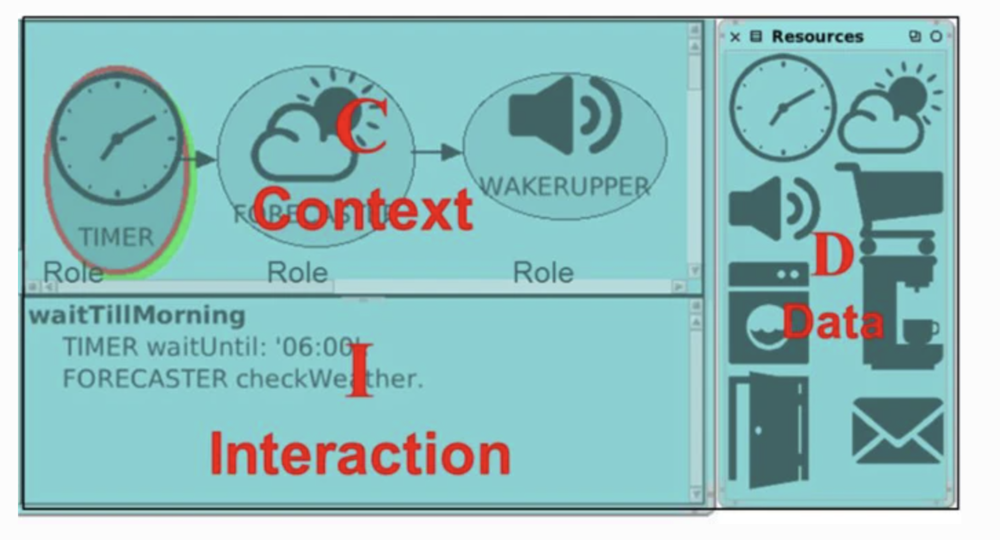 Resources
C
Context
TIMER
FORECASTER
WAKERUPPER
Role
Role
Role
waitTillMorning
TIMER waitUntil: '06:00'.
FORECASTER checkWeather.
I
Interaction
D
Data